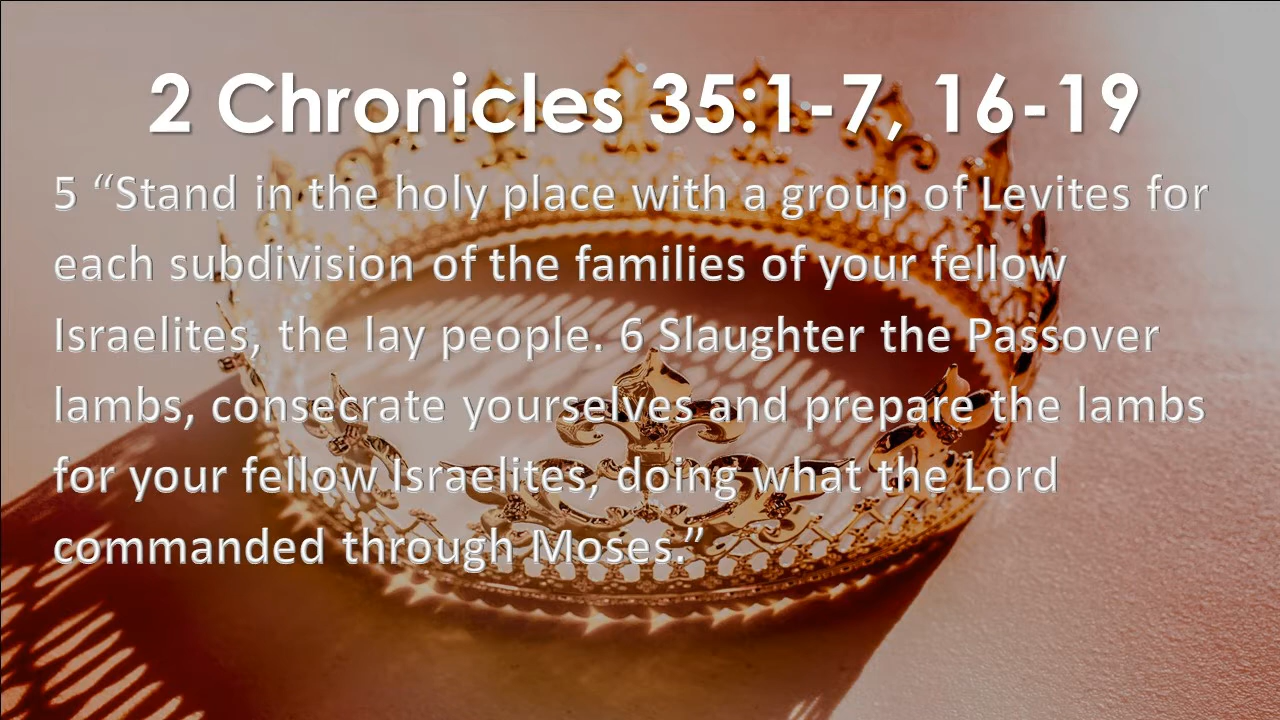 2 Chronicles 35:1-7, 16-19
5 “Stand in the holy place with a group of Levites for
each subdivision of the families of your fellow
Israelites, the lay people. 6 Slaughter the Passover
lambs, consecrate yourselves and prepare the lambs
for your fellow Israelites, doing what the Lord
commanded through Moses.”